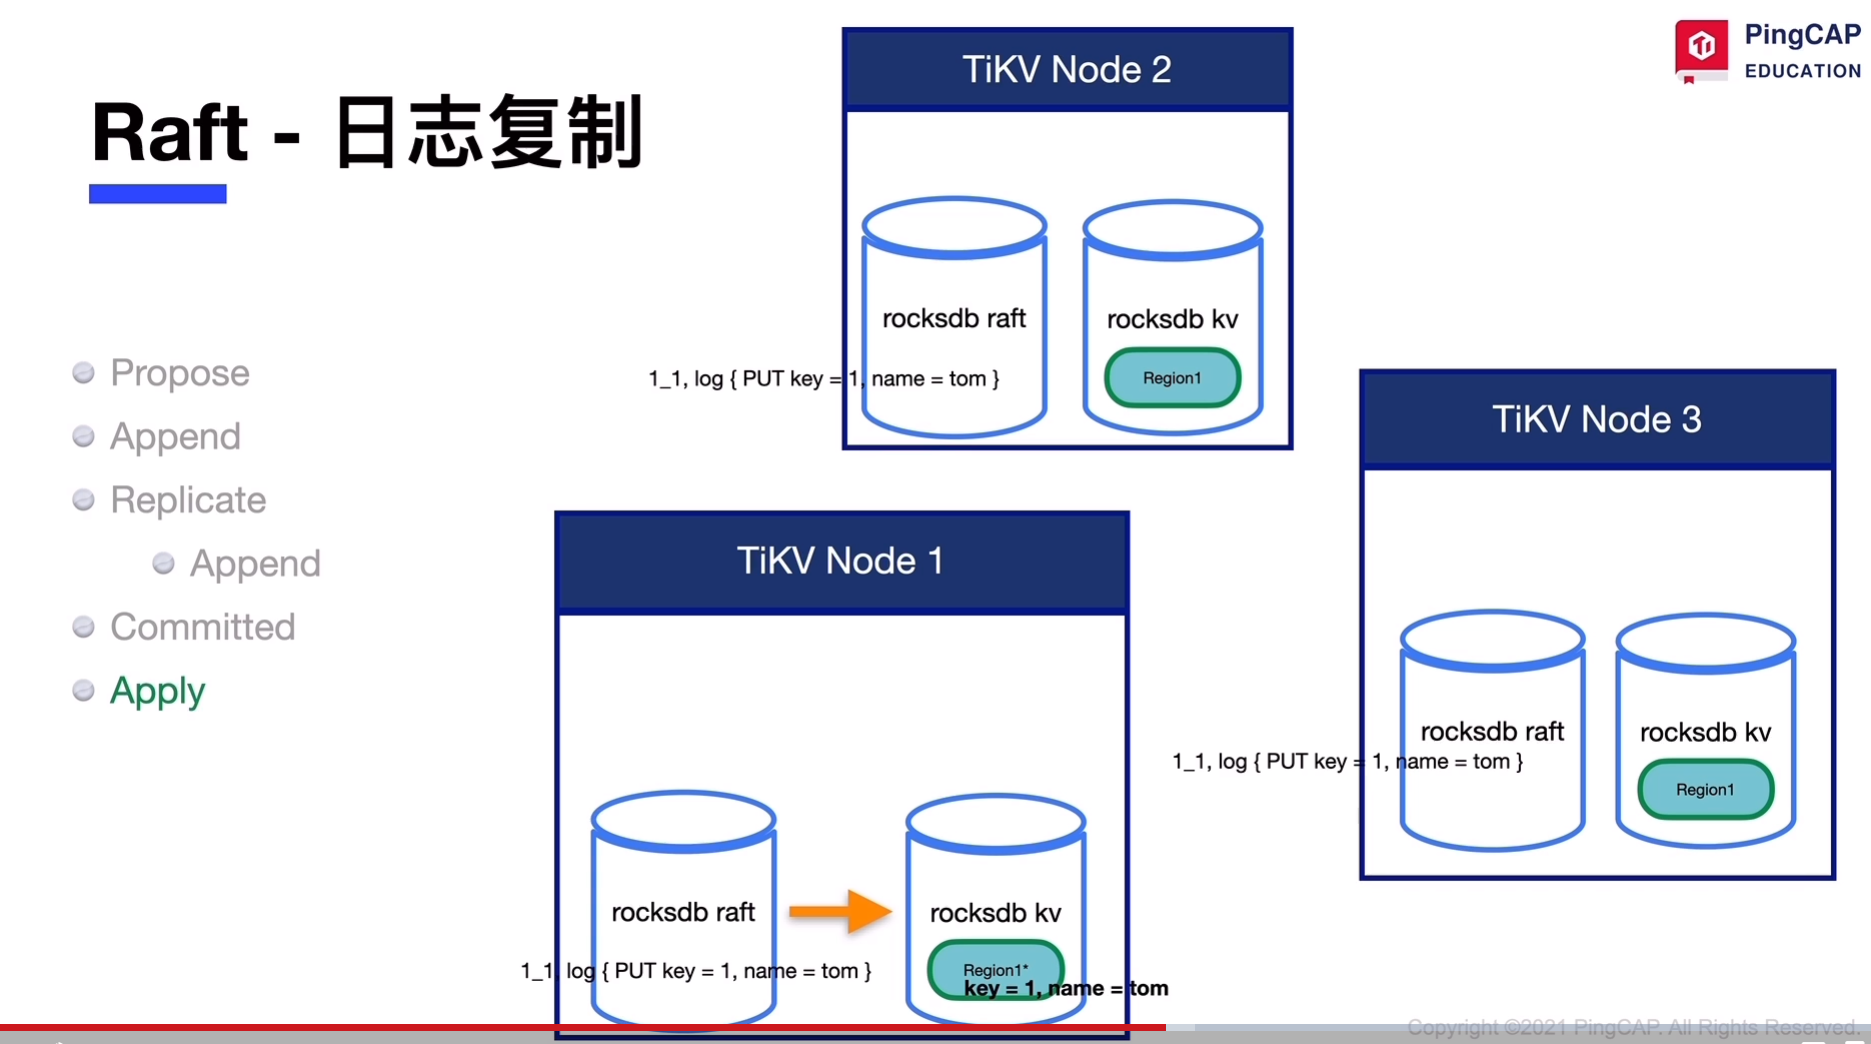 PingCAP
EDUCATION
Raft - 日志复制
Propose
Append
Replicate
Append
Committed
Apply
TiKV Node 2
rocksdb raft
rocksdb kv
1_1, log { PUT key = 1, name = tom }
Region1
TiKV Node 3
rocksdb raft
rocksdb kv
1_1, log { PUT key = 1, name = tom }
Region1
TiKV Node 1
rocksdb raft
rocksdb kv
1_1, log { PUT key = 1, name = tom }
Region1*
key = 1, name = tom
Copyright ©2021 PingCAP. All Rights Reserved.